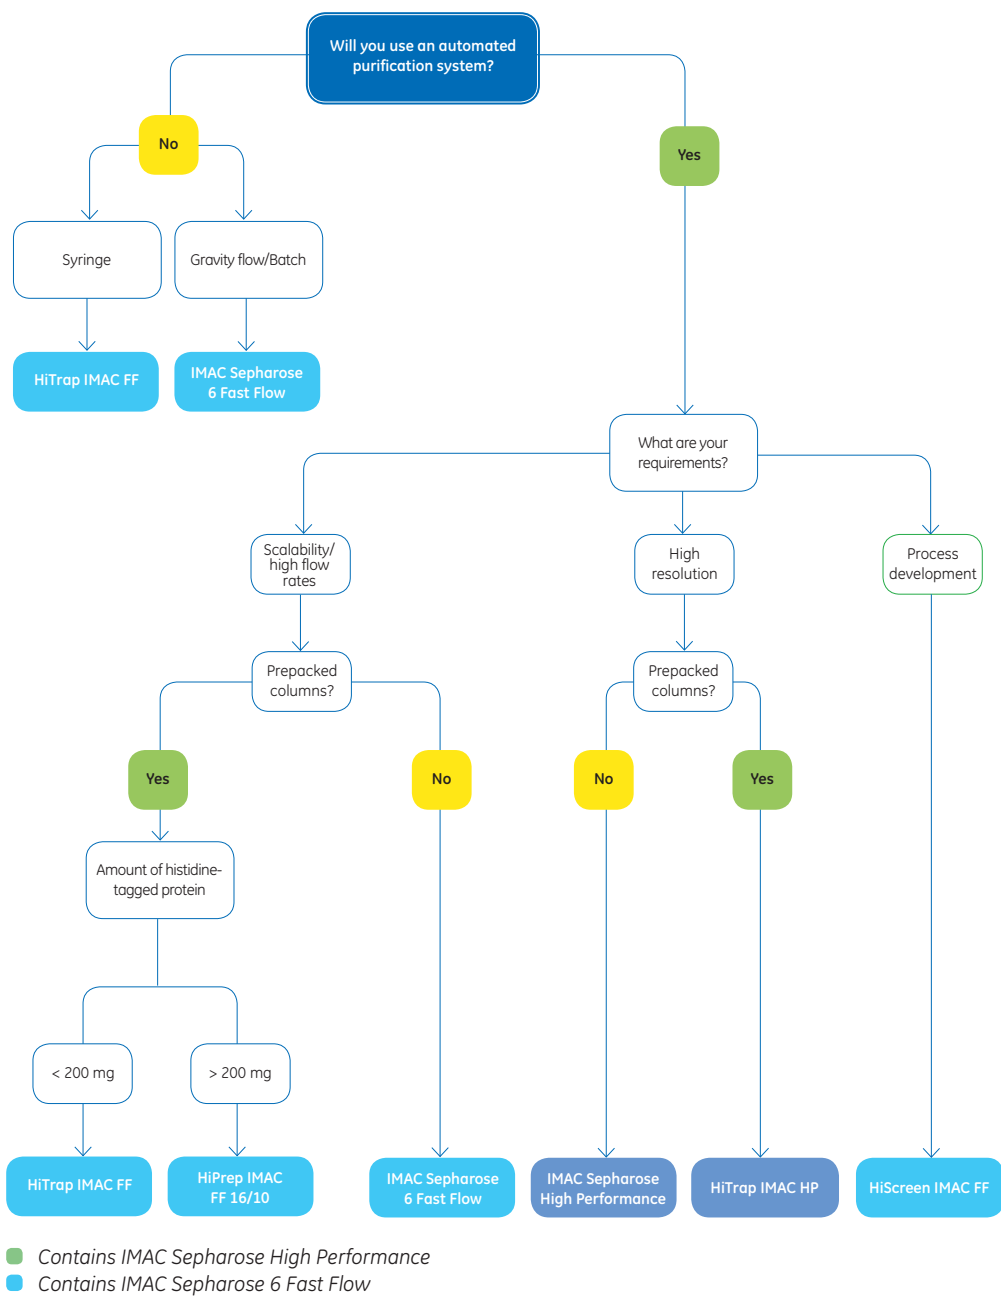 Will you use an automated
purification system?
No
Yes
Syringe
Gravity flow/Batch
HiTrap IMAC FF
IMAC Sepharose
6 Fast Flow
What are your
requirements?
Scalability/
high flow
rates
High
resolution
Process
development
Prepacked
columns?
Prepacked
columns?
Yes
No
No
Yes
Amount of histidine-
tagged protein
< 200 mg
> 200 mg
HiTrap IMAC FF
HiPrep IMAC
FF 16/10
IMAC Sepharose
6 Fast Flow
IMAC Sepharose
High Performance
HiTrap IMAC HP
HiScreen IMAC FF
Contains IMAC Sepharose High Performance
Contains IMAC Sepharose 6 Fast Flow